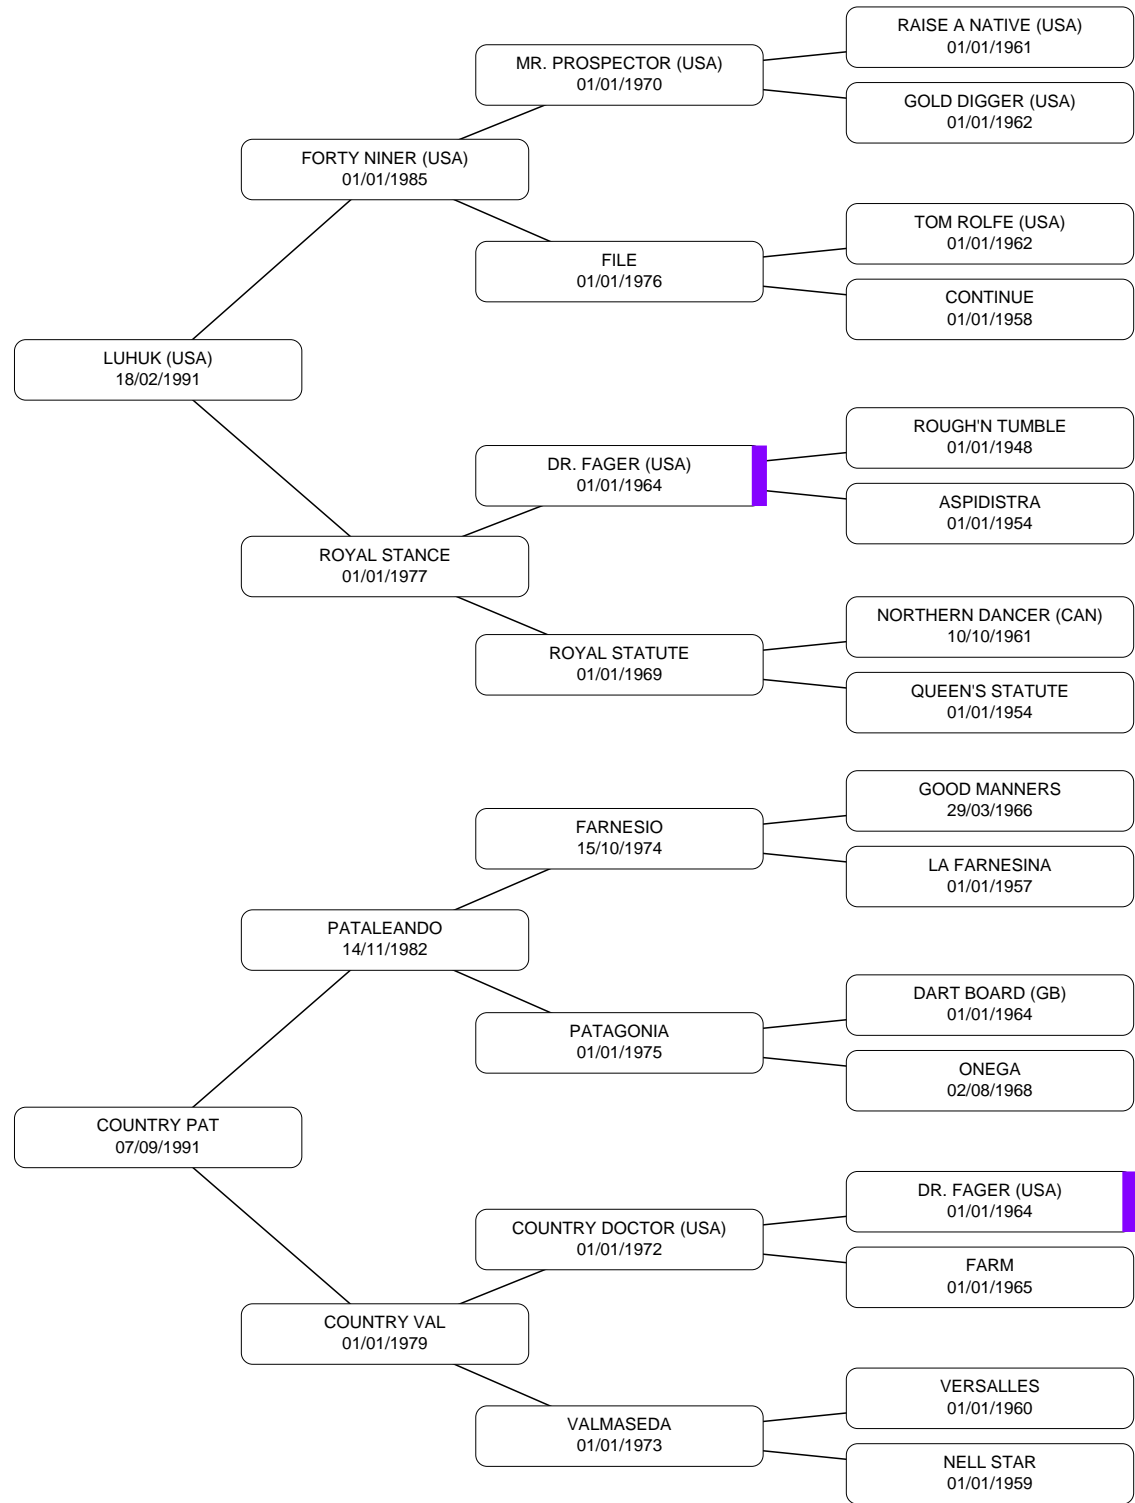 RAISE A NATIVE (USA)
01/01/1961
MR. PROSPECTOR (USA)
01/01/1970
GOLD DIGGER (USA)
01/01/1962
FORTY NINER (USA)
01/01/1985
TOM ROLFE (USA)
01/01/1962
FILE
01/01/1976
CONTINUE
01/01/1958
LUHUK (USA)
18/02/1991
ROUGH'N TUMBLE
01/01/1948
DR. FAGER (USA)
01/01/1964
ASPIDISTRA
01/01/1954
ROYAL STANCE
01/01/1977
NORTHERN DANCER (CAN)
10/10/1961
ROYAL STATUTE
01/01/1969
QUEEN'S STATUTE
01/01/1954
GOOD MANNERS
29/03/1966
FARNESIO
15/10/1974
LA FARNESINA
01/01/1957
PATALEANDO
14/11/1982
DART BOARD (GB)
01/01/1964
PATAGONIA
01/01/1975
ONEGA
02/08/1968
COUNTRY PAT
07/09/1991
DR. FAGER (USA)
01/01/1964
COUNTRY DOCTOR (USA)
01/01/1972
FARM
01/01/1965
COUNTRY VAL
01/01/1979
VERSALLES
01/01/1960
VALMASEDA
01/01/1973
NELL STAR
01/01/1959